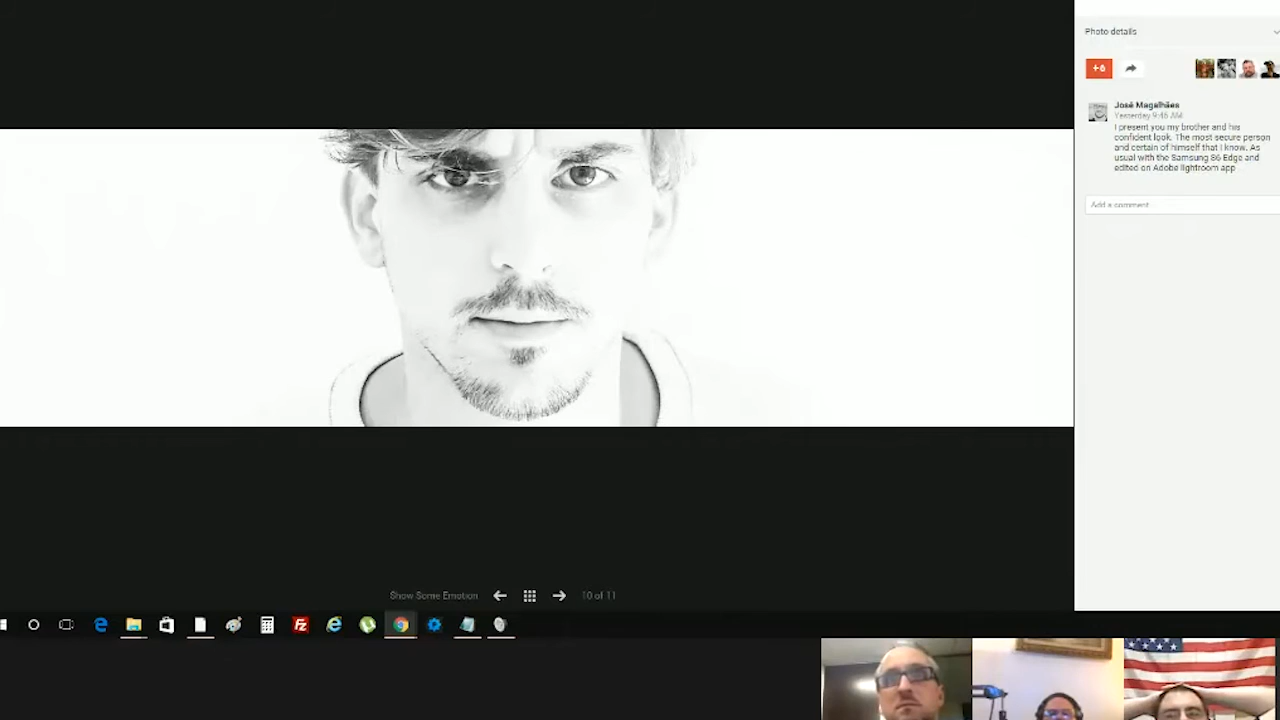 Photo details
+6
José Magalhães
Yesterday 9:46 AM
I present you my brother and his
confident look. The most secure person
and certain of himself that I know. As
usual with the Samsung S6 Edge and
edited on Adobe lightroom app
Add a comment
Show Some Emotion
10 of 11